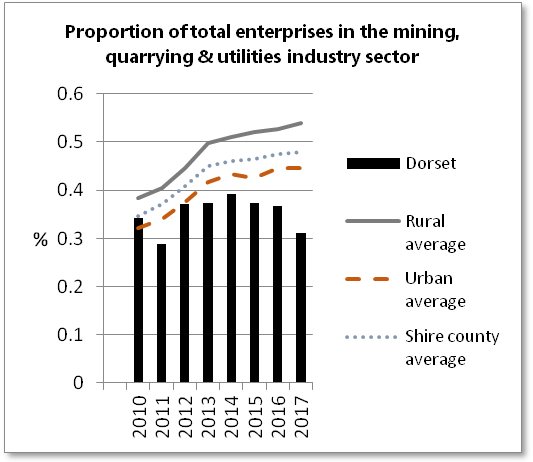 Proportion of total enterprises in the mining,
quarrying & utilities industry sector
0.6
0.5
0.4
0.3
0.2
0.1
0
%
2010
2011
2012
2013
2014
2015
2016
2017
Dorset
Rural
average
Urban
average
Shire county
average